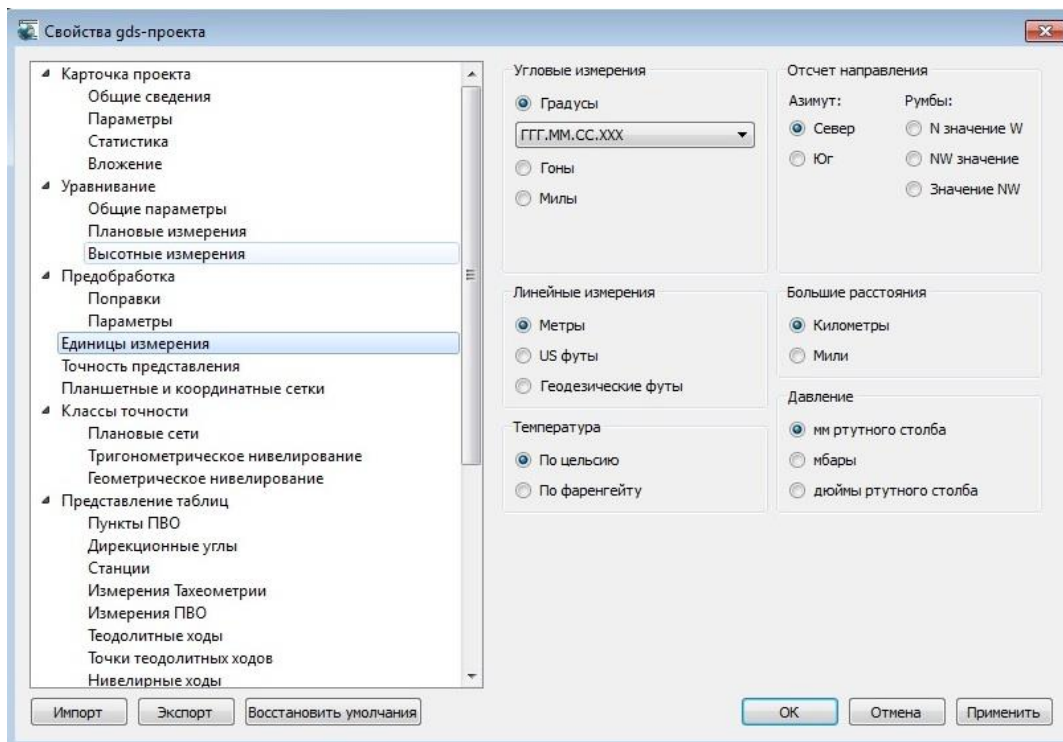 Свойства gds-проекта
Карточка проекта
Общие сведения
Параметры
Статистика
Вложение
Уравнивание
Общие параметры
Плановые измерения
Высотные измерения
Предобработка
Поправки
Параметры
Единицы измерения
Точность представления
Планшетные и координатные сетки
Классы точности
Плановые сети
Тригонометрическое нивелирование
Геометрическое нивелирование
Представление таблиц
Пункты ПВО
Дирекционные углы
Станции
Измерения Тахеометрии
Измерения ПВО
Теодолитные ходы
Точки теодолитных ходов
Нивелирные ходы
Угловые измерения
Градусы
ГГГ.ММ.СС.XXX
Гоны
Милы
Отсчет направления
Азимут: Румбы:
Север N значение W
Юг NW значение
Значение NW
Линейные измерения
Метры
US футы
Геодезические футы
Большие расстояния
Километры
Мили
Температура
По цельсию
По фаренгейту
Давление
мм ртутного столба
мбары
дюймы ртутного столба
Импорт Экспорт Восстановить умолчания OK Отмена Применить